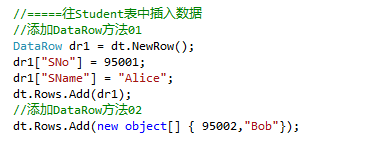 //=====往Student表中插入数据
//添加DataRow方法01
DataRow dr1 = dt.NewRow();
dr1["SNo"] = 95001;
dr1["SName"] = "Alice";
dt.Rows.Add(dr1);
//添加DataRow方法02
dt.Rows.Add(new object[] { 95002,"Bob"});